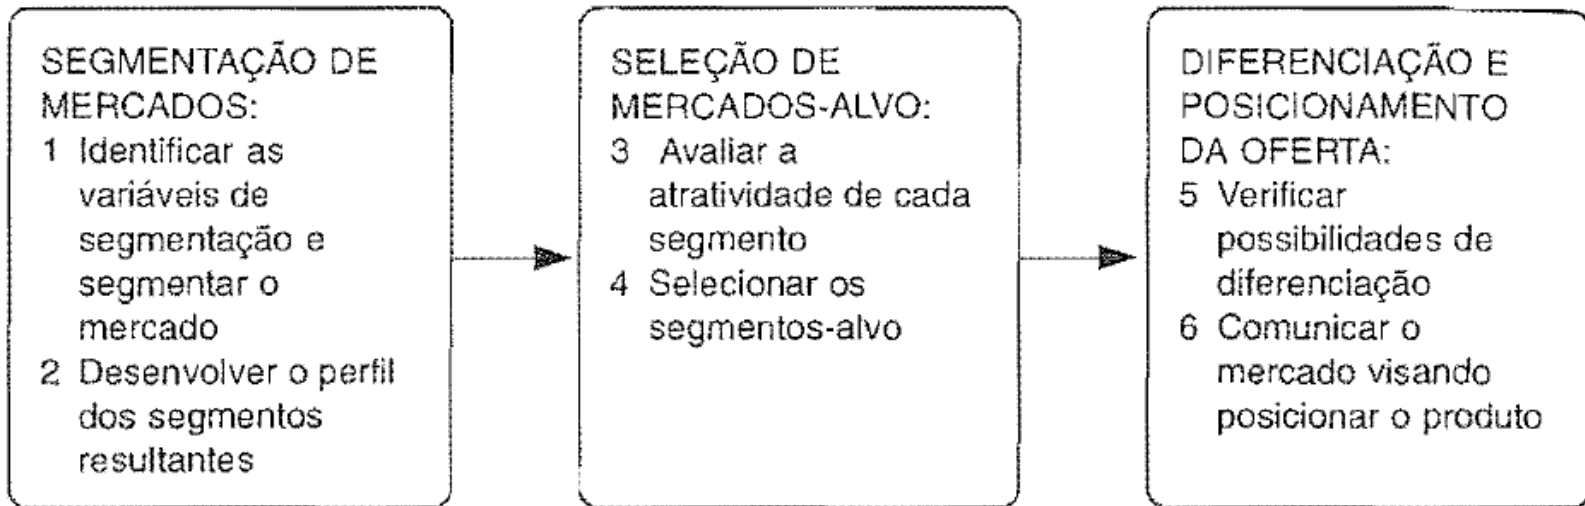 SEGMENTAÇÃO DE
MERCADOS:
1 Identificar as
variáveis de
segmentação e
segmentar o
mercado
2 Desenvolver o perfil
dos segmentos
resultantes
SELEÇÃO DE
MERCADOS-ALVO:
3 Avaliar a
atratividade de cada
segmento
4 Selecionar os
segmentos-alvo
DIFERENCIAÇÃO E
POSICIONAMENTO
DA OFERTA:
5 Verificar
possibilidades de
diferenciação
6 Comunicar o
mercado visando
posicionar o produto